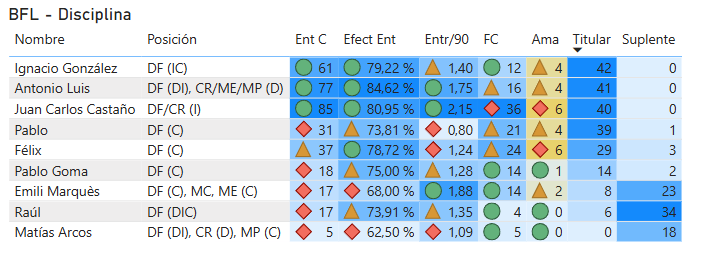 BFL - Disciplina
Nombre Posición Ent C Efect Ent Entr/90 FC Ama Titular Suplente
Ignacio González DF (IC) 61 79,22 % 1,40 12 4 42 0
Antonio Luis DF (DI), CR/ME/MP (D) 77 84,62 % 1,75 16 4 41 0
Juan Carlos Castaño DF/CR (I) 85 80,95 % 2,15 36 6 40 0
Pablo DF (C) 31 73,81 % 0,80 21 4 39 1
Félix DF (C) 37 78,72 % 1,24 24 6 29 3
Pablo Goma DF (C) 18 75,00 % 1,28 14 1 14 2
Emili Marquès DF (C), MC, ME (C) 17 68,00 % 1,88 14 2 8 23
Raúl DF (DIC) 17 73,91 % 1,35 4 0 6 34
Matías Arcos DF (DI), CR (D), MP (C) 5 62,50 % 1,09 5 0 0 18